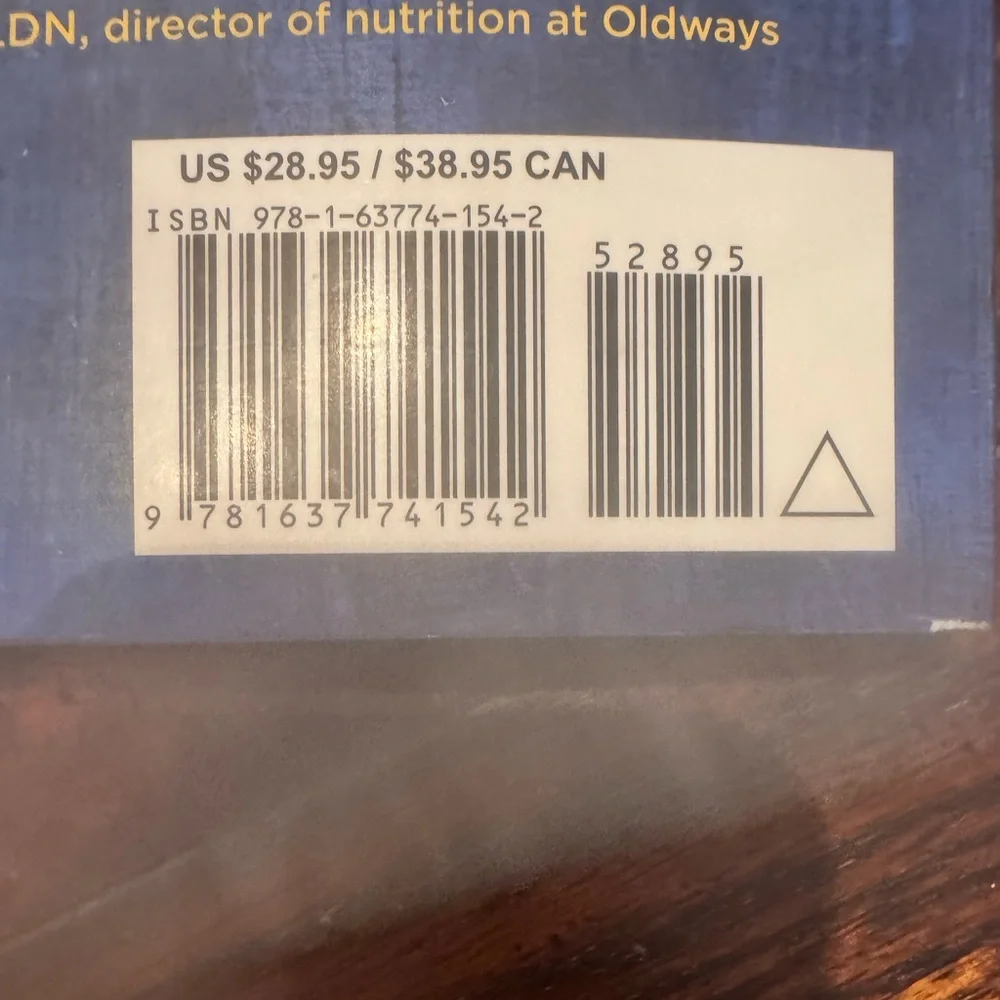 .DN, director of nutrition at Oldways
US $28.95 / $38.95 CAN
ISBN 978-1-63774-154-2
52895
9 781637 741542